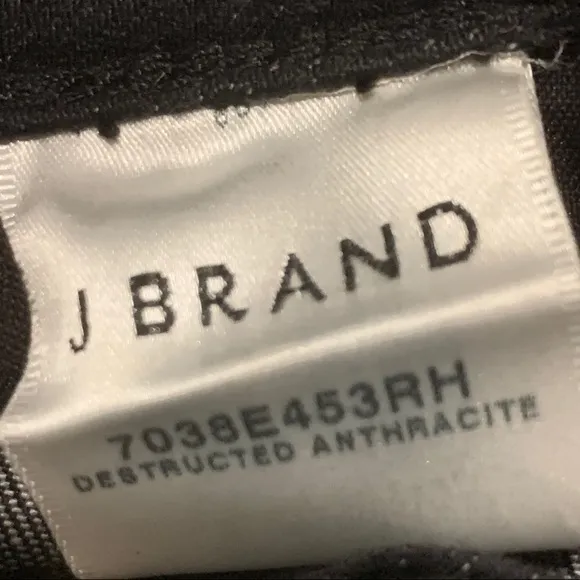 J BRAND
7038E453RH
DESTRUCTED ANTHRACITE